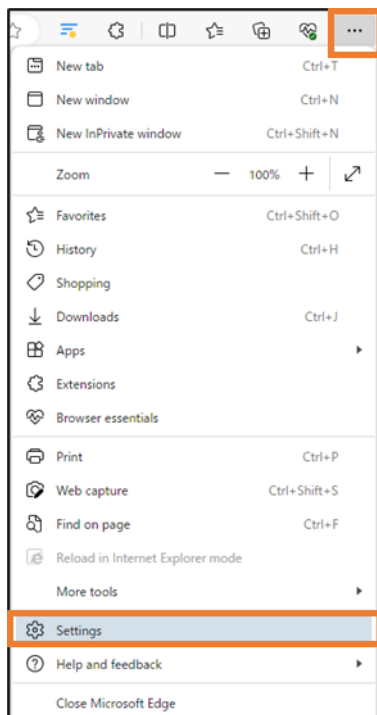 New tab Ctrl+T
New window Ctrl+N
New InPrivate window Ctrl+Shift+N
Zoom — 100% +
Favorites Ctrl+Shift+O
History Ctrl+H
Shopping
Downloads Ctrl+J
Apps
Extensions
Browser essentials
Print Ctrl+P
Web capture Ctrl+Shift+S
Find on page Ctrl+F
Reload in Internet Explorer mode
More tools
Settings
Help and feedback
Close Microsoft Edge